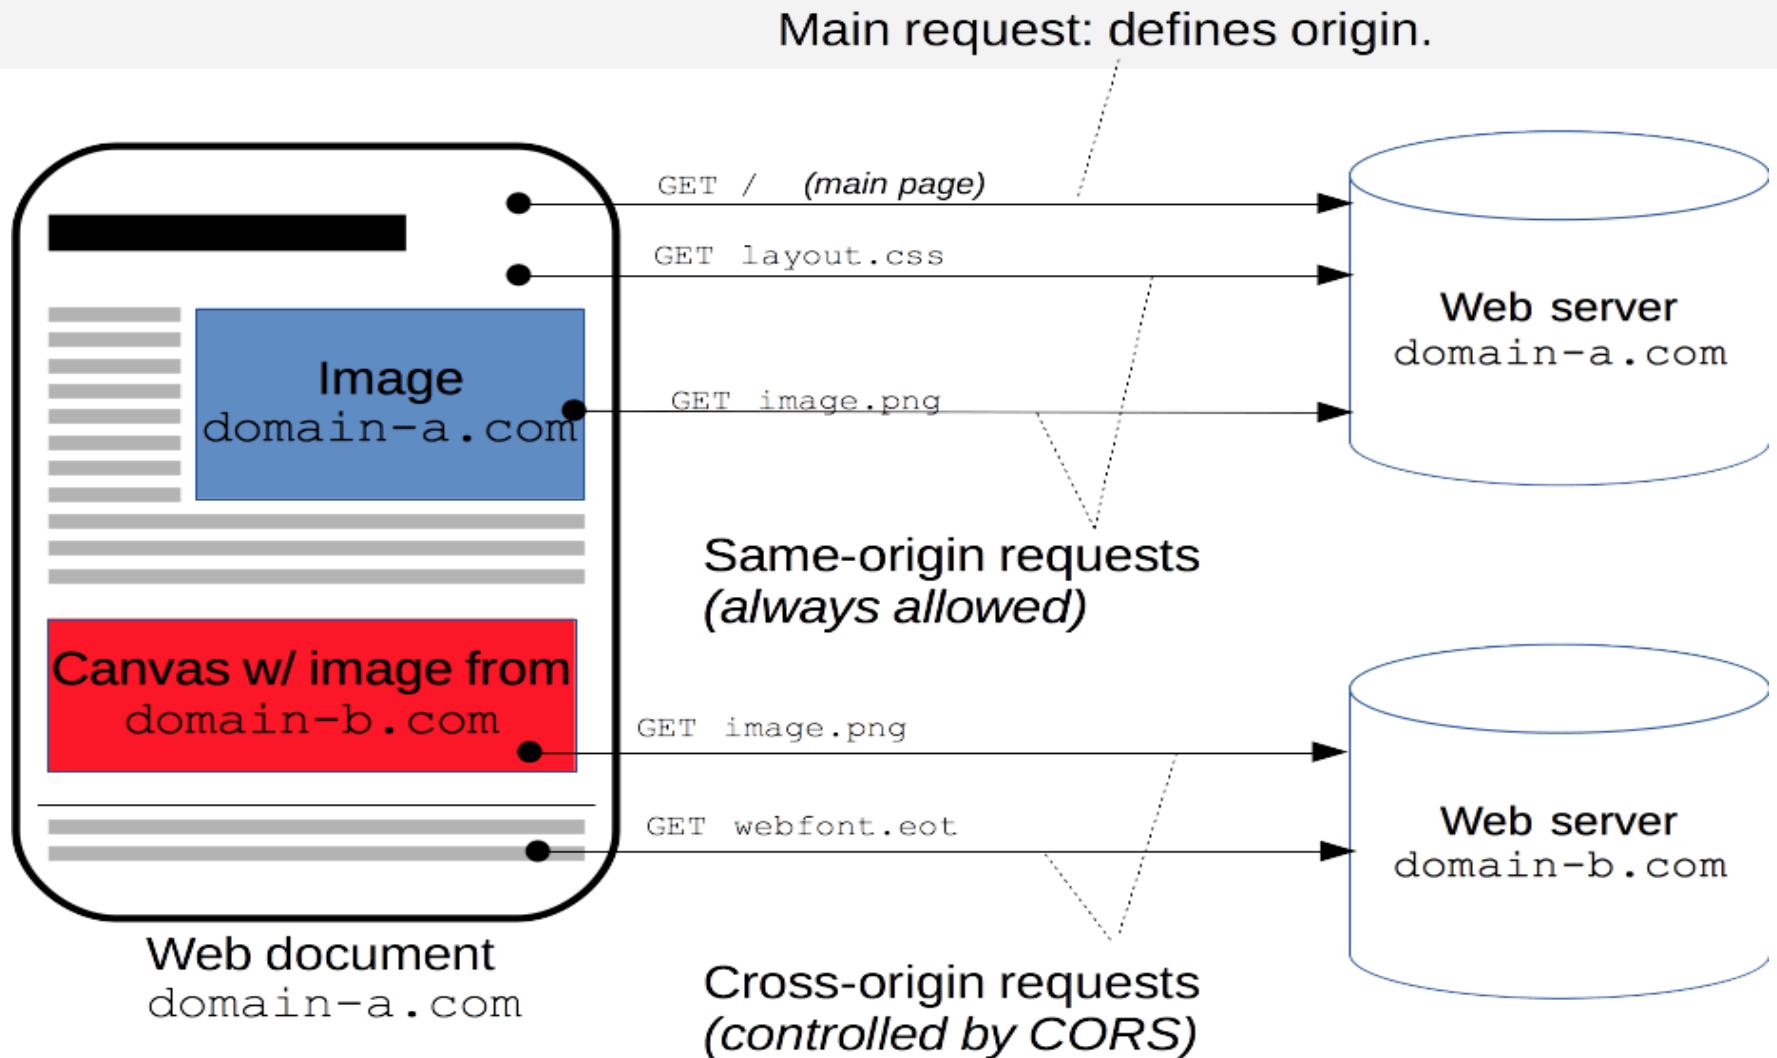 Main request: defines origin.
GET / (main page)
GET layout.css
Image
domain-a.com
GET image.png
Web server
domain-a.com
Same-origin requests
(always allowed)
Canvas w/ image from
domain-b.com
GET image.png
GET webfont.eot
Web server
domain-b.com
Web document
domain-a.com
Cross-origin requests
(controlled by CORS)